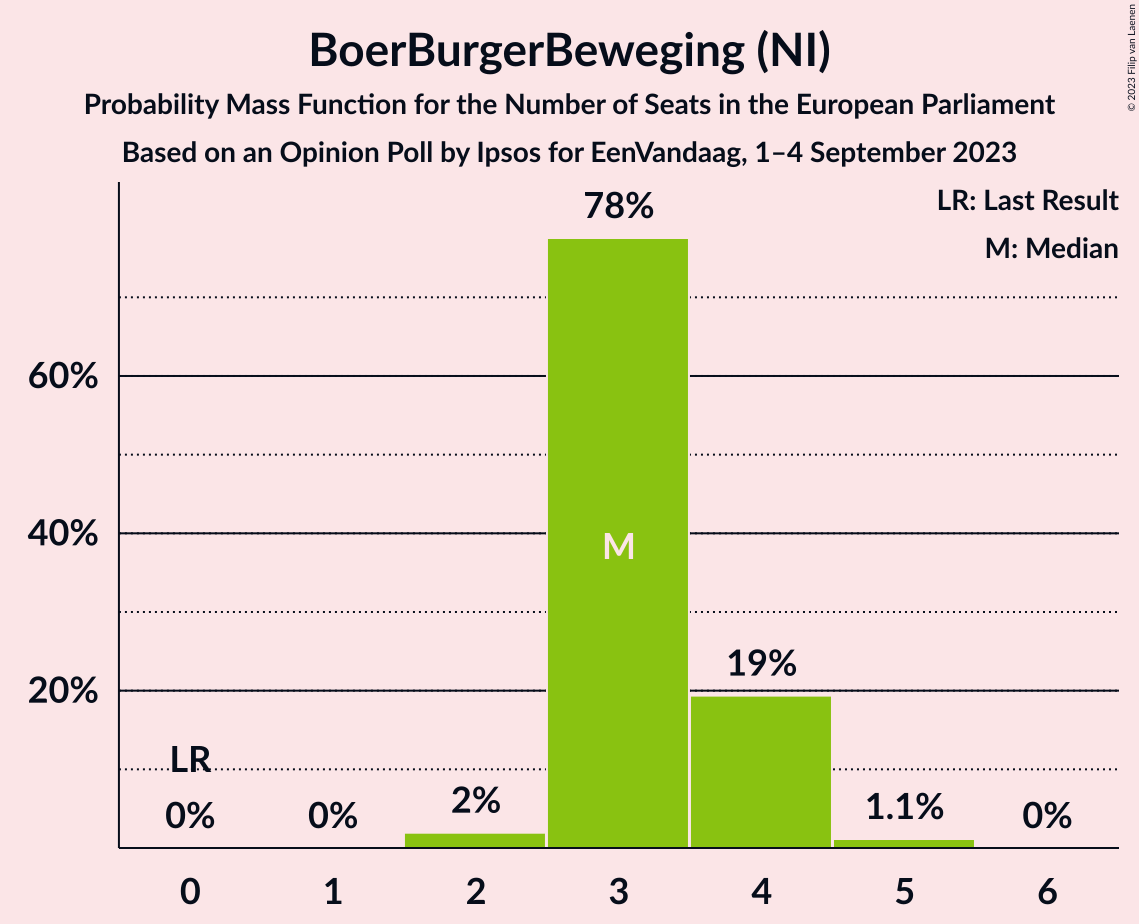 BoerBurgerBeweging (NI)
Probability Mass Function for the Number of Seats in the European Parliament
Based on an Opinion Poll by Ipsos for EenVandaag, 1–4 September 2023
© 2023 Filip van Laenen
LR: Last Result
M: Median
78%
60%
40%
M
19%
20%
LR
0%
0%
2%
1.1%
0%
0 1 2 3 4 5 6